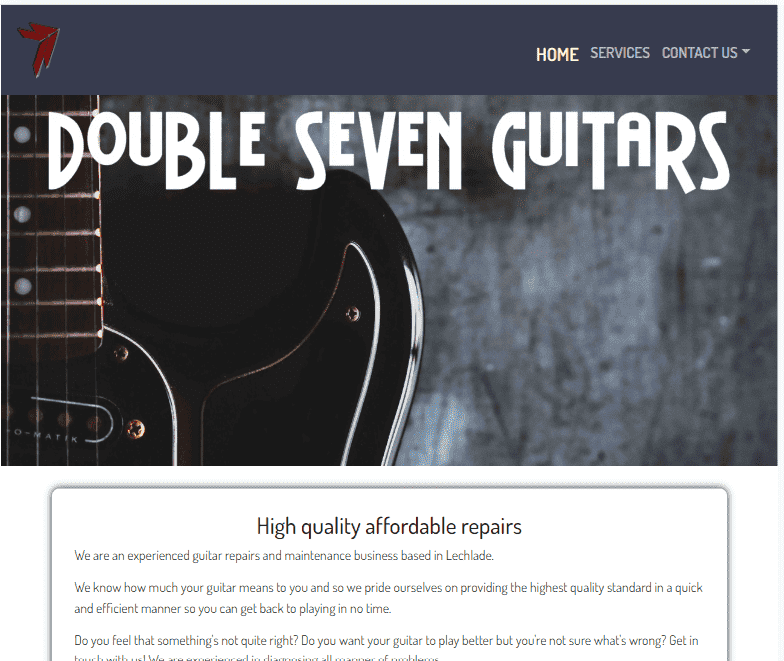 HOME SERVICES CONTACT US
DOUBLE SEVEN GUITARS
O-MATIK
High quality affordable repairs
We are an experienced guitar repairs and maintenance business based in Lechlade.
We know how much your guitar means to you and so we pride ourselves on providing the highest quality standard in a quick
and efficient manner so you can get back to playing in no time.
Do you feel that something's not quite right? Do you want your guitar to play better but you're not sure what's wrong? Get in
touch with us! We are experienced in diagnosing all manner of problems